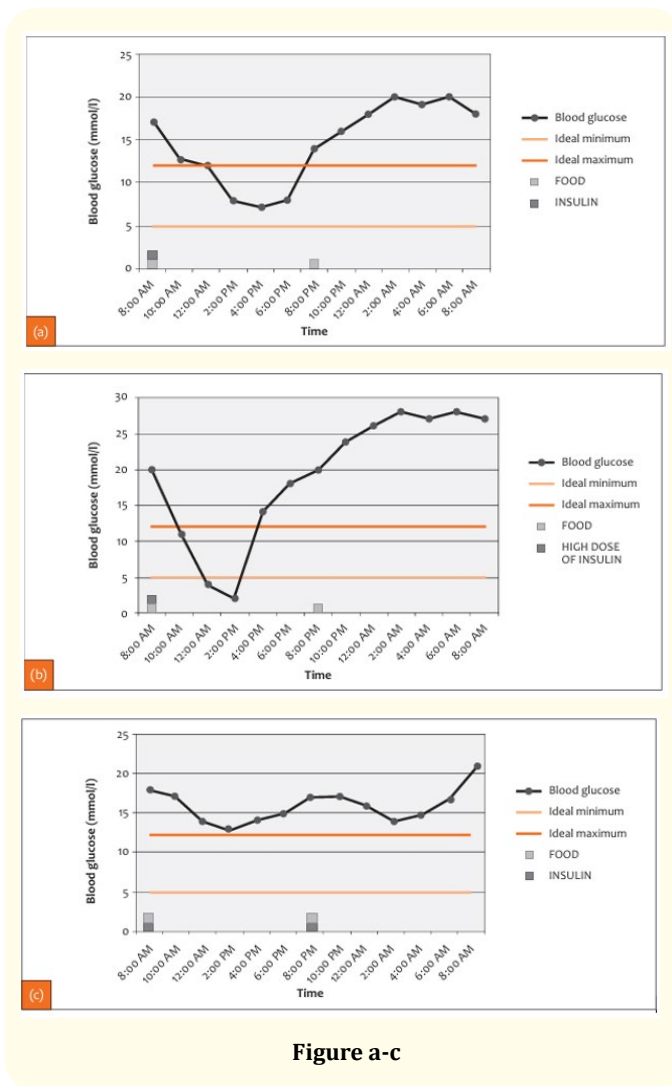 25
20
15
10
5
0
Blood glucose (mmol/l)
8:00 AM
10:00 AM
12:00 AM
2:00 PM
4:00 PM
6:00 PM
8:00 PM
10:00 PM
12:00 AM
2:00 AM
4:00 AM
6:00 AM
8:00 AM
Time
Blood glucose
Ideal minimum
Ideal maximum
FOOD
INSULIN
(a)
30
25
20
15
10
5
0
Blood glucose (mmol/l)
8:00 AM
10:00 AM
12:00 AM
2:00 PM
4:00 PM
6:00 PM
8:00 PM
10:00 PM
12:00 AM
2:00 AM
4:00 AM
6:00 AM
8:00 AM
Time
Blood glucose
Ideal minimum
Ideal maximum
FOOD
HIGH DOSE
OF INSULIN
(b)
25
20
15
10
5
0
Blood glucose (mmol/l)
8:00 AM
10:00 AM
12:00 AM
2:00 PM
4:00 PM
6:00 PM
8:00 PM
10:00 PM
12:00 AM
2:00 AM
4:00 AM
6:00 AM
8:00 AM
Time
Blood glucose
Ideal minimum
Ideal maximum
FOOD
INSULIN
(c)
Figure a-c